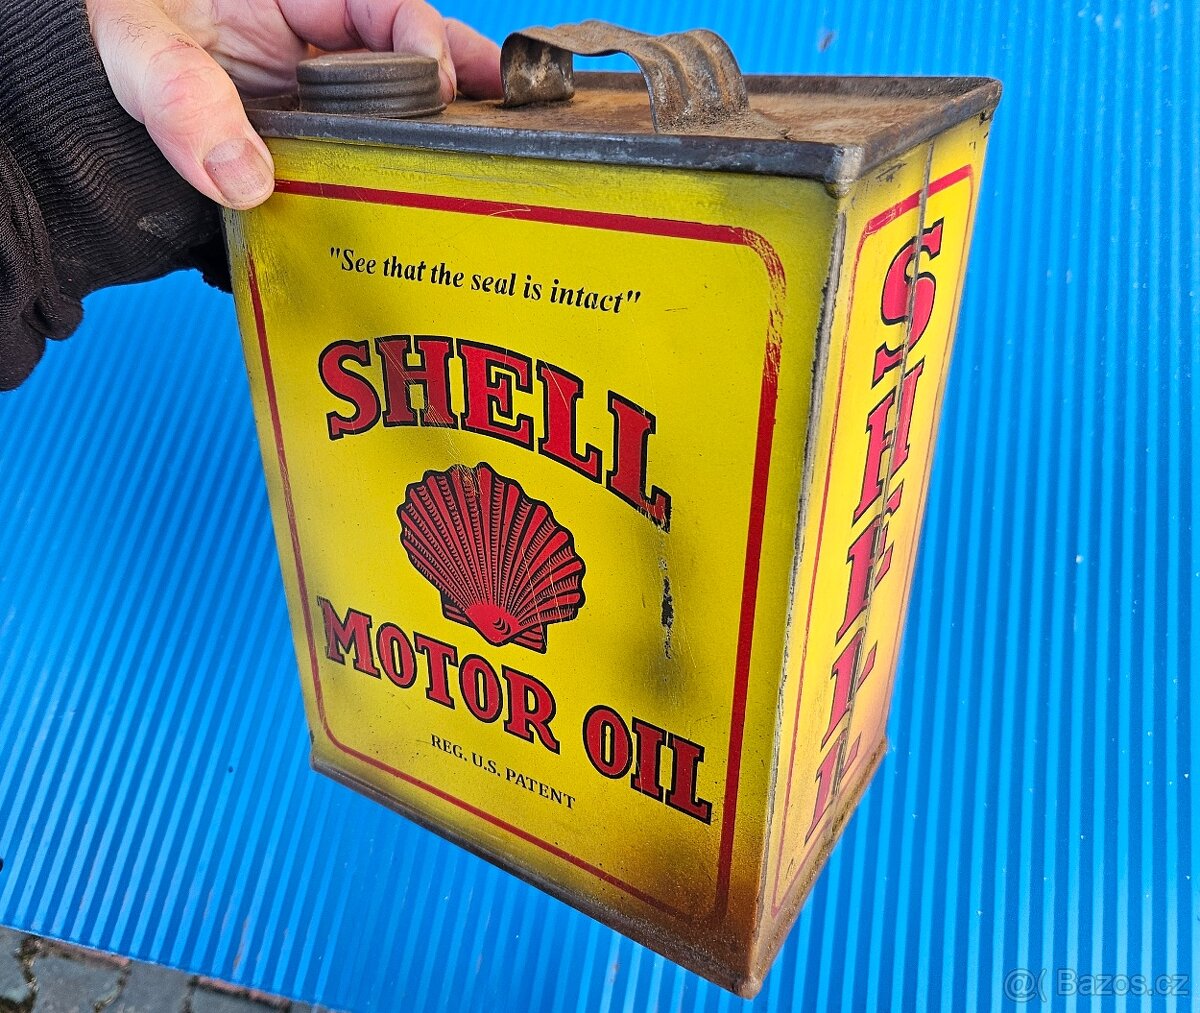 "See that the seal is intact"
SHELL
MOTOR OIL
REG. U.S. PATENT
SHELL
@( Bazos.cz